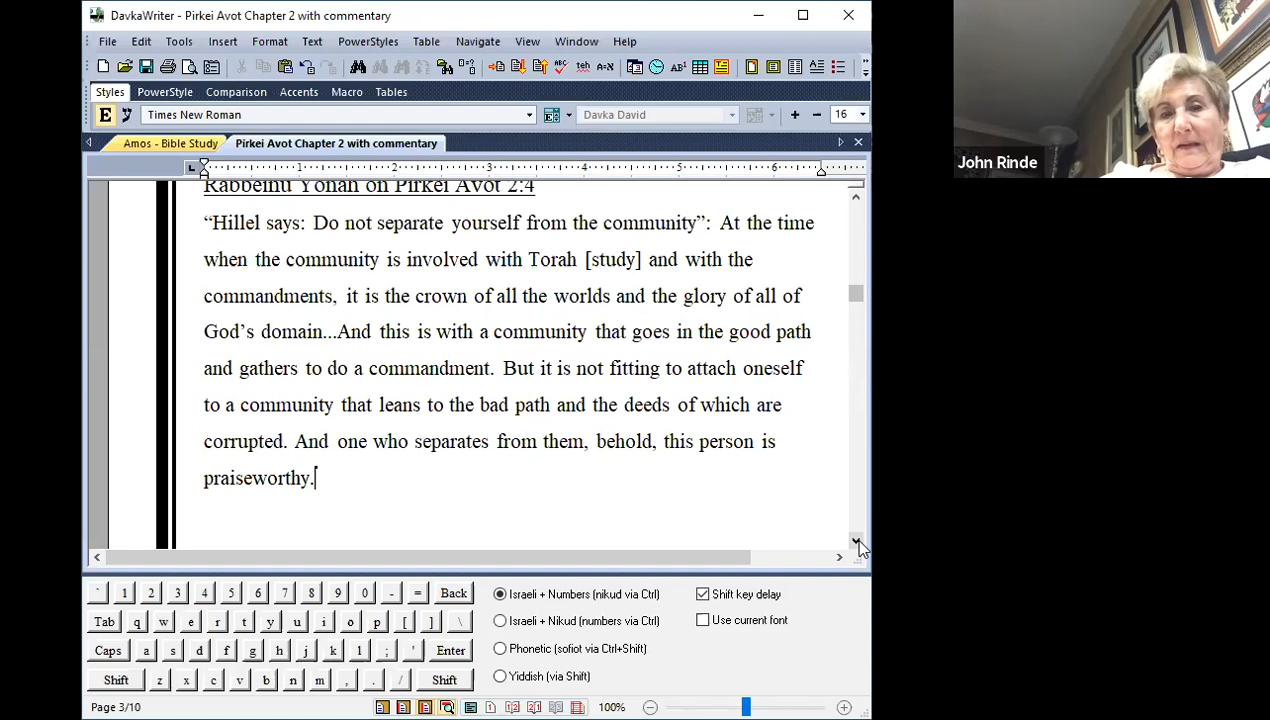 DavkaWriter - Pirkei Avot Chapter 2 with commentary
File Edit Tools Insert Format Text PowerStyles Table Navigate View Window Help
Styles PowerStyle Comparison Accents Macro Tables
E Times New Roman Davka David 16
Amos - Bible Study Pirkei Avot Chapter 2 with commentary
1 2 3 4 5 6
Rabbeinu Yonah on Pirkei Avot 2:4
“Hillel says: Do not separate yourself from the community”: At the time
when the community is involved with Torah [study] and with the
commandments, it is the crown of all the worlds and the glory of all of
God’s domain...And this is with a community that goes in the good path
and gathers to do a commandment. But it is not fitting to attach oneself
to a community that leans to the bad path and the deeds of which are
corrupted. And one who separates from them, behold, this person is
praiseworthy.
` 1 2 3 4 5 6 7 8 9 0 - = Back
Tab q w e r t y u i o p [ ] \
Caps a s d f g h j k l ; ' Enter
Shift z x c v b n m , . / Shift
Israeli + Numbers (nikud via Ctrl)
Israeli + Nikud (numbers via Ctrl)
Phonetic (sofiot via Ctrl+Shift)
Yiddish (via Shift)
Shift key delay
Use current font
Page 3/10 100%
John Rinde